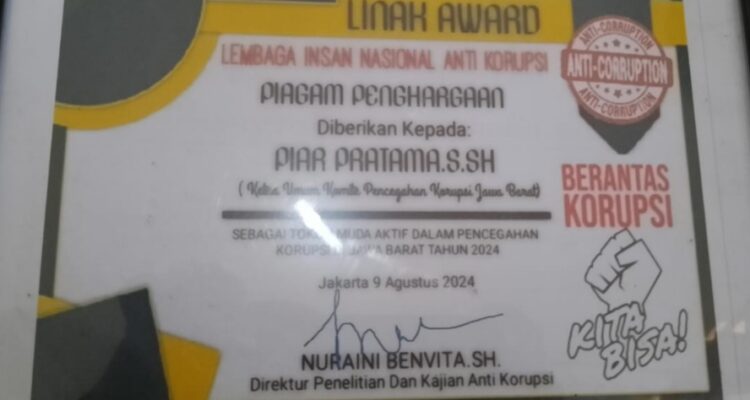 LINAK AWARD
LEMBAGA INSAN NASIONAL ANTI KORUPSI
PIAGAM PENGHARGAAN
Diberikan Kepada:
PIAR PRATAMA.S.SH
( Ketua Umum Komite Pencegahan Korupsi Jawa Barat)
SEBAGAI TOKOH MUDA AKTIF DALAM PENCEGAHAN
KORUPSI JAWA BARAT TAHUN 2024
Jakarta 9 Agustus 2024
NURAINI BENVITA.SH.
Direktur Penelitian Dan Kajian Anti Korupsi
ANTI-CORRUPTION
ANTI-CORRUPTION
ANTI-CORRUPTION
BERANTAS
KORUPSI
KITA
BISA!